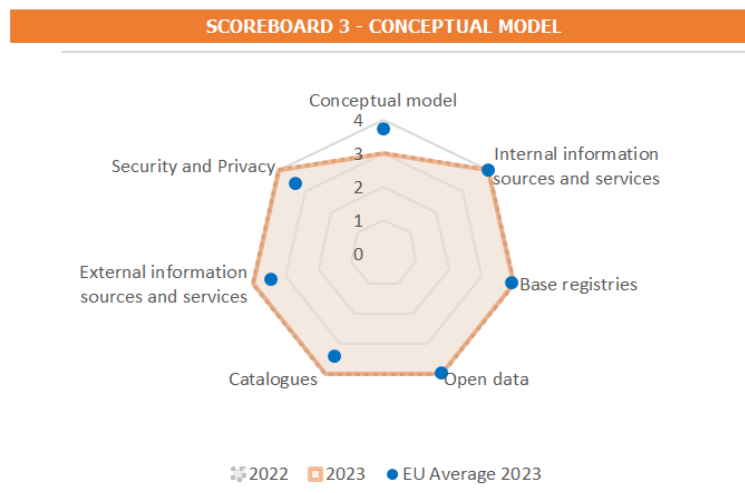 SCOREBOARD 3 - CONCEPTUAL MODEL
Conceptual model
4
3
2
1
0
Internal information
sources and services
Base registries
Open data
Catalogues
External information
sources and services
Security and Privacy
2022
2023
EU Average 2023